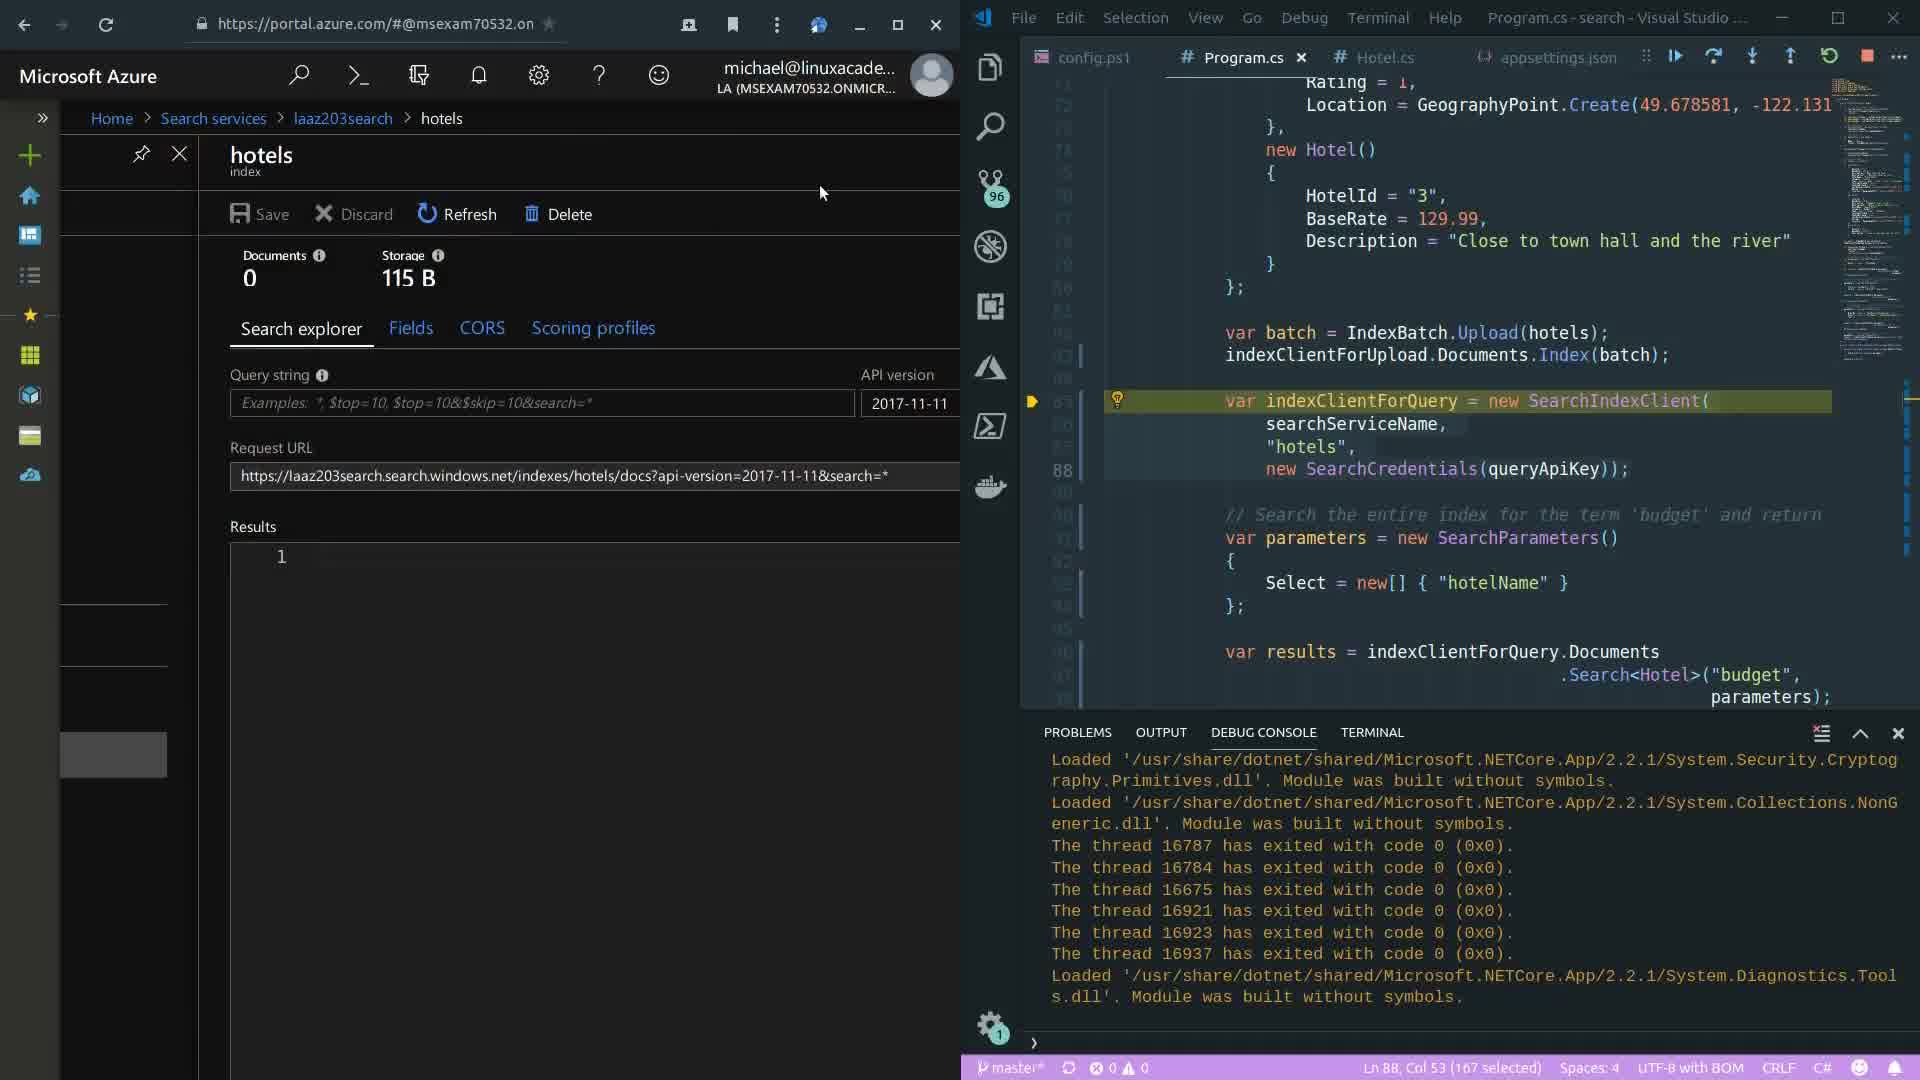 https://portal.azure.com/#@msexam70532.on
Microsoft Azure
michael@linuxacade...
LA (MSEXAM70532.ONMICR...
Home > Search services > laaz203search > hotels
hotels
index
Save Discard Refresh Delete
Documents Storage
0 115 B
Search explorer Fields CORS Scoring profiles
Query string API version
Examples: *, $top=10, $top=10&$skip=10&search=* 2017-11-11
Request URL
https://laaz203search.search.windows.net/indexes/hotels/docs?api-version=2017-11-11&search=*
Results
1
File Edit Selection View Go Debug Terminal Help Program.cs - search - Visual Studio ...
config.ps1 Program.cs Hotel.cs appsettings.json
96
Rating = 1,
Location = GeographyPoint.Create(49.678581, -122.131
},
new Hotel()
{
HotelId = "3",
BaseRate = 129.99,
Description = "Close to town hall and the river"
}
};
var batch = IndexBatch.Upload(hotels);
indexClientForUpload.Documents.Index(batch);
var indexClientForQuery = new SearchIndexClient(
searchServiceName,
"hotels",
88 new SearchCredentials(queryApiKey));
// Search the entire index for the term 'budget' and return
var parameters = new SearchParameters()
{
Select = new[] { "hotelName" }
};
var results = indexClientForQuery.Documents
.Search<Hotel>("budget",
parameters);
PROBLEMS OUTPUT DEBUG CONSOLE TERMINAL
Loaded '/usr/share/dotnet/shared/Microsoft.NETCore.App/2.2.1/System.Security.Cryptog
raphy.Primitives.dll'. Module was built without symbols.
Loaded '/usr/share/dotnet/shared/Microsoft.NETCore.App/2.2.1/System.Collections.NonG
eneric.dll'. Module was built without symbols.
The thread 16787 has exited with code 0 (0x0).
The thread 16784 has exited with code 0 (0x0).
The thread 16675 has exited with code 0 (0x0).
The thread 16921 has exited with code 0 (0x0).
The thread 16923 has exited with code 0 (0x0).
The thread 16937 has exited with code 0 (0x0).
Loaded '/usr/share/dotnet/shared/Microsoft.NETCore.App/2.2.1/System.Diagnostics.Tool
s.dll'. Module was built without symbols.
1
master* 0 0 Ln 88, Col 53 (167 selected) Spaces: 4 UTF-8 with BOM CRLF C#